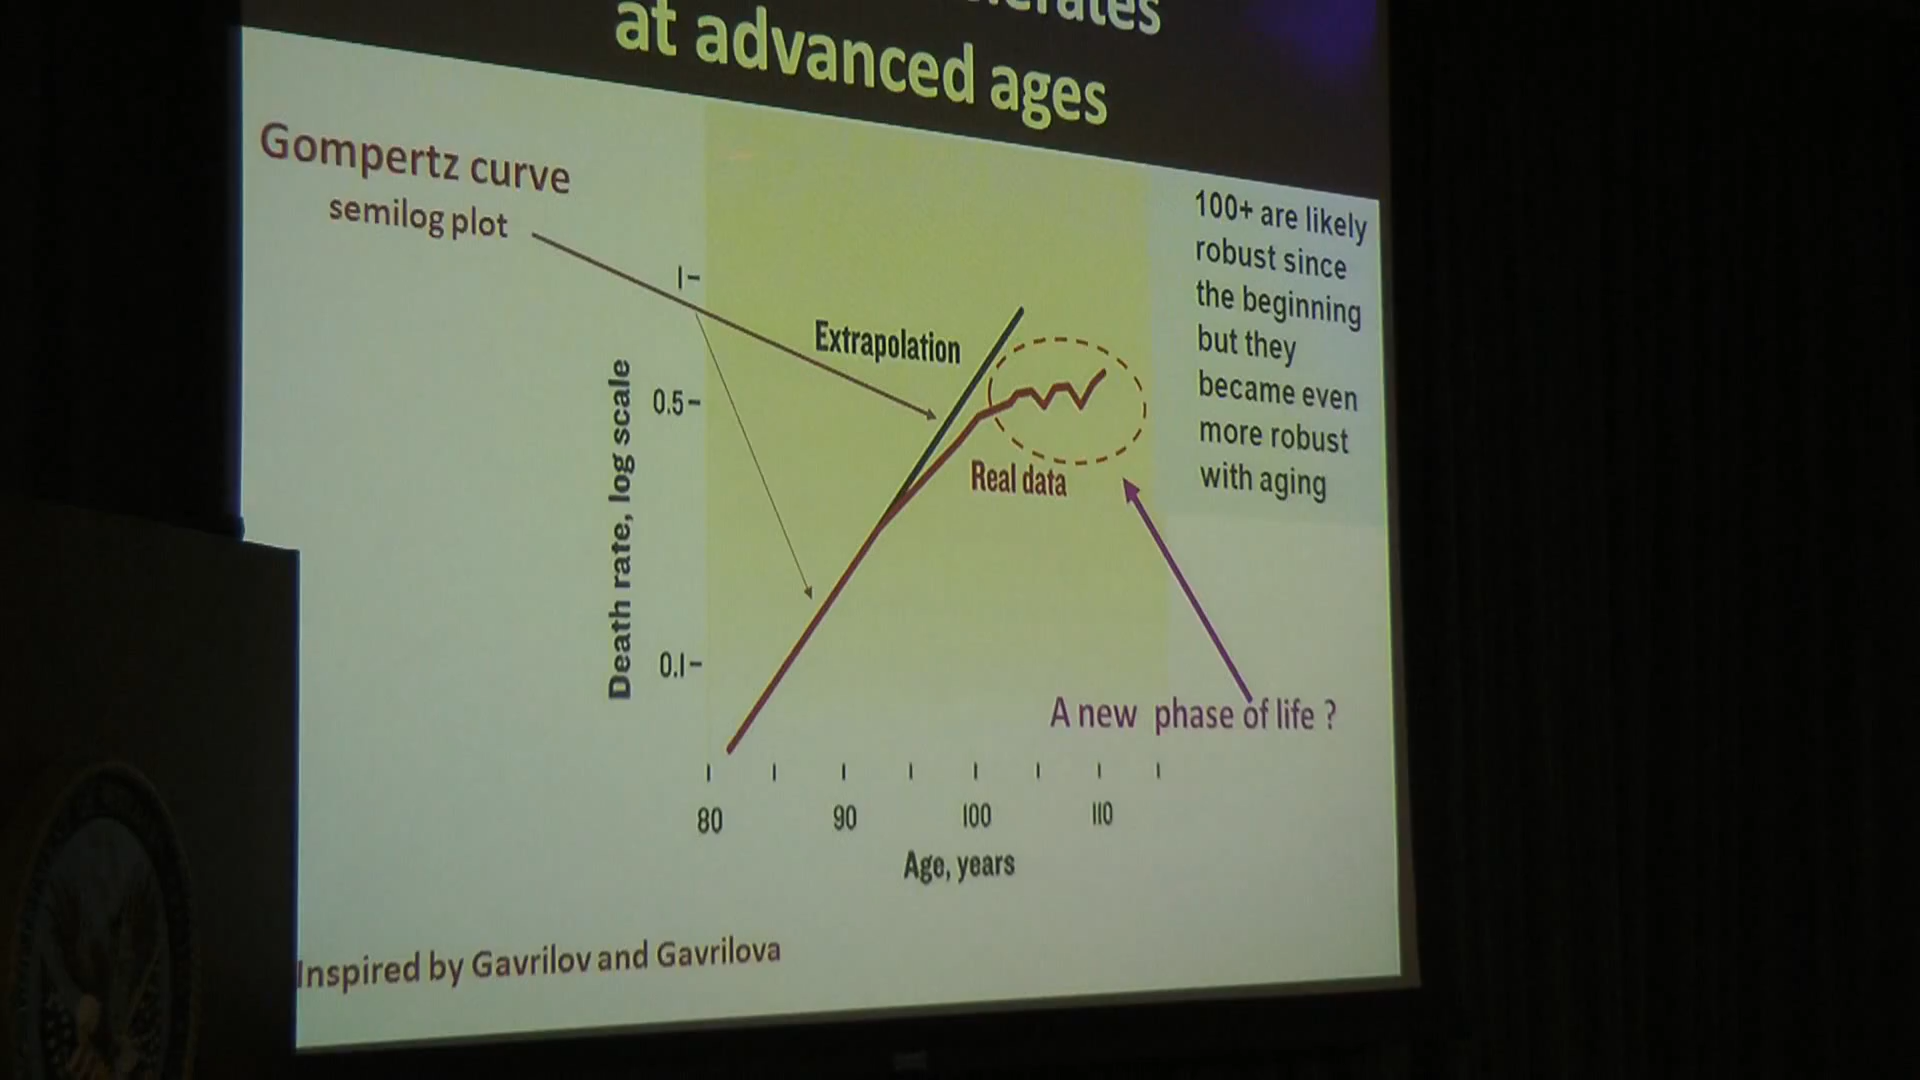 at advanced ages
Gompertz curve
semilog plot
100+ are likely
robust since
the beginning
but they
became even
more robust
with aging
Extrapolation
Real data
A new phase of life ?
Death rate, log scale
1
0.5
0.1
80
90
100
110
Age, years
Inspired by Gavrilov and Gavrilova